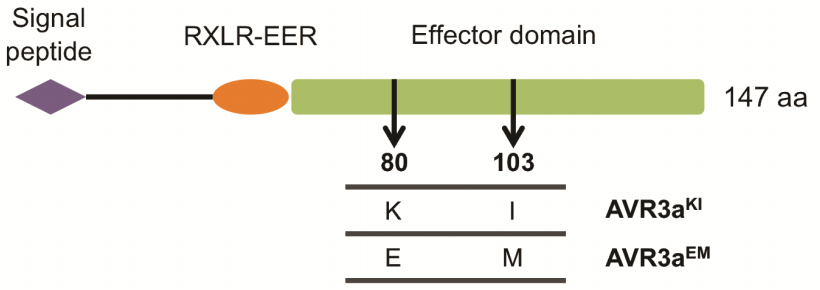 Signal
peptide
RXLR-EER
Effector domain
147 aa
80 103
K I AVR3aᴷᴵ
E M AVR3aᴱᴹ